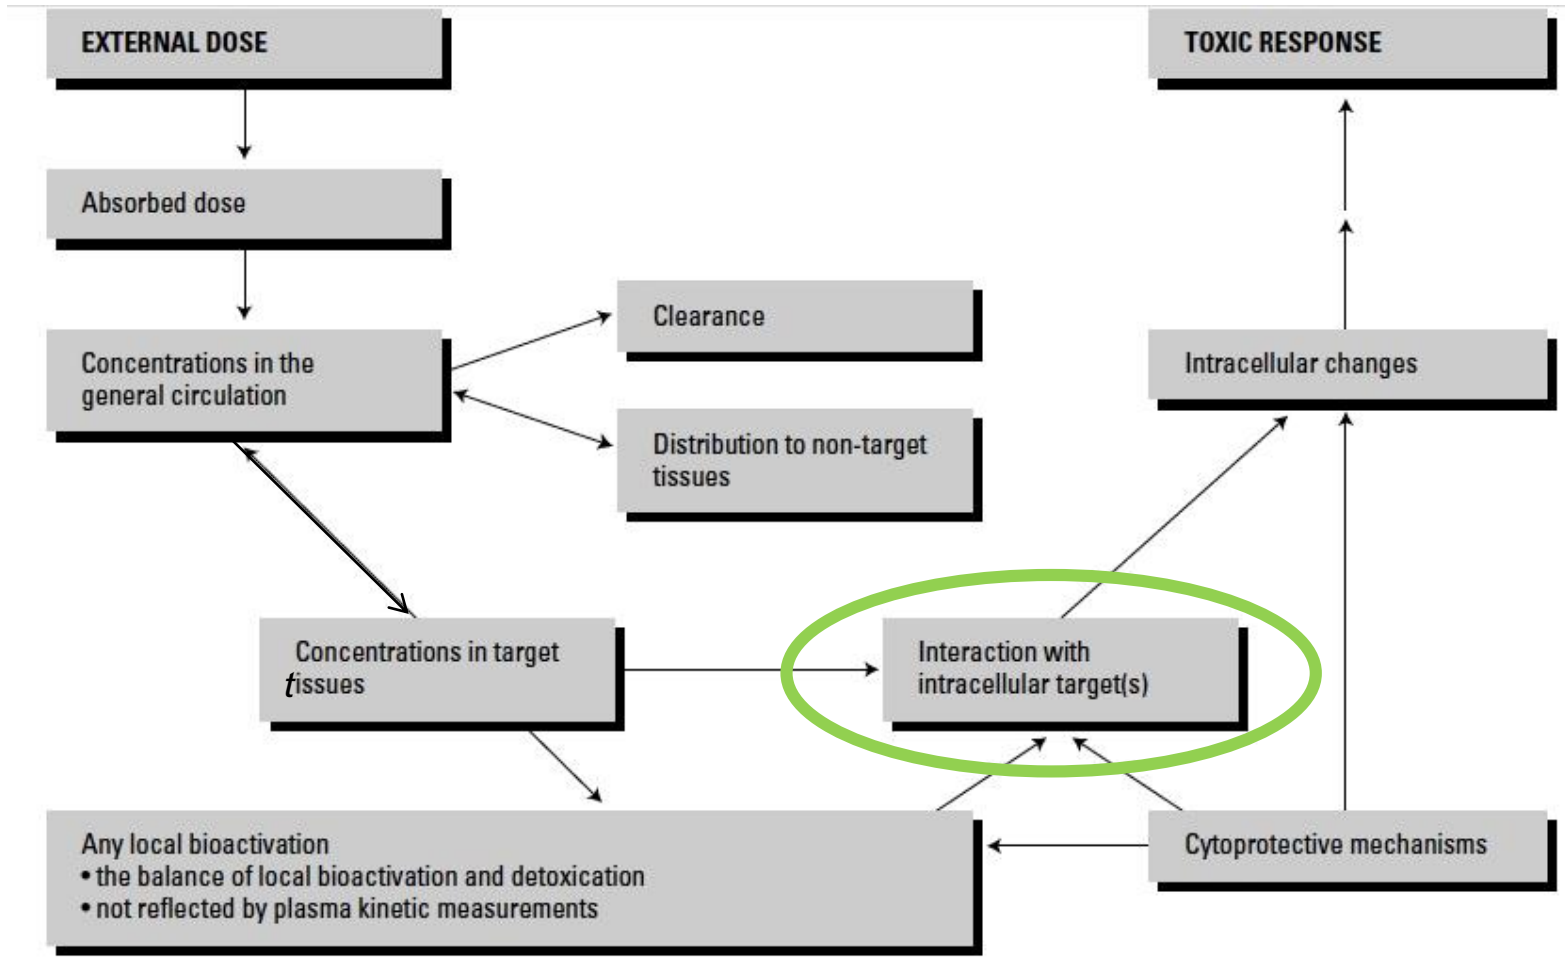 EXTERNAL DOSE
TOXIC RESPONSE
Absorbed dose
Clearance
Concentrations in the
general circulation
Intracellular changes
Distribution to non-target
tissues
Concentrations in target
tissues
Interaction with
intracellular target(s)
Any local bioactivation
• the balance of local bioactivation and detoxication
• not reflected by plasma kinetic measurements
Cytoprotective mechanisms